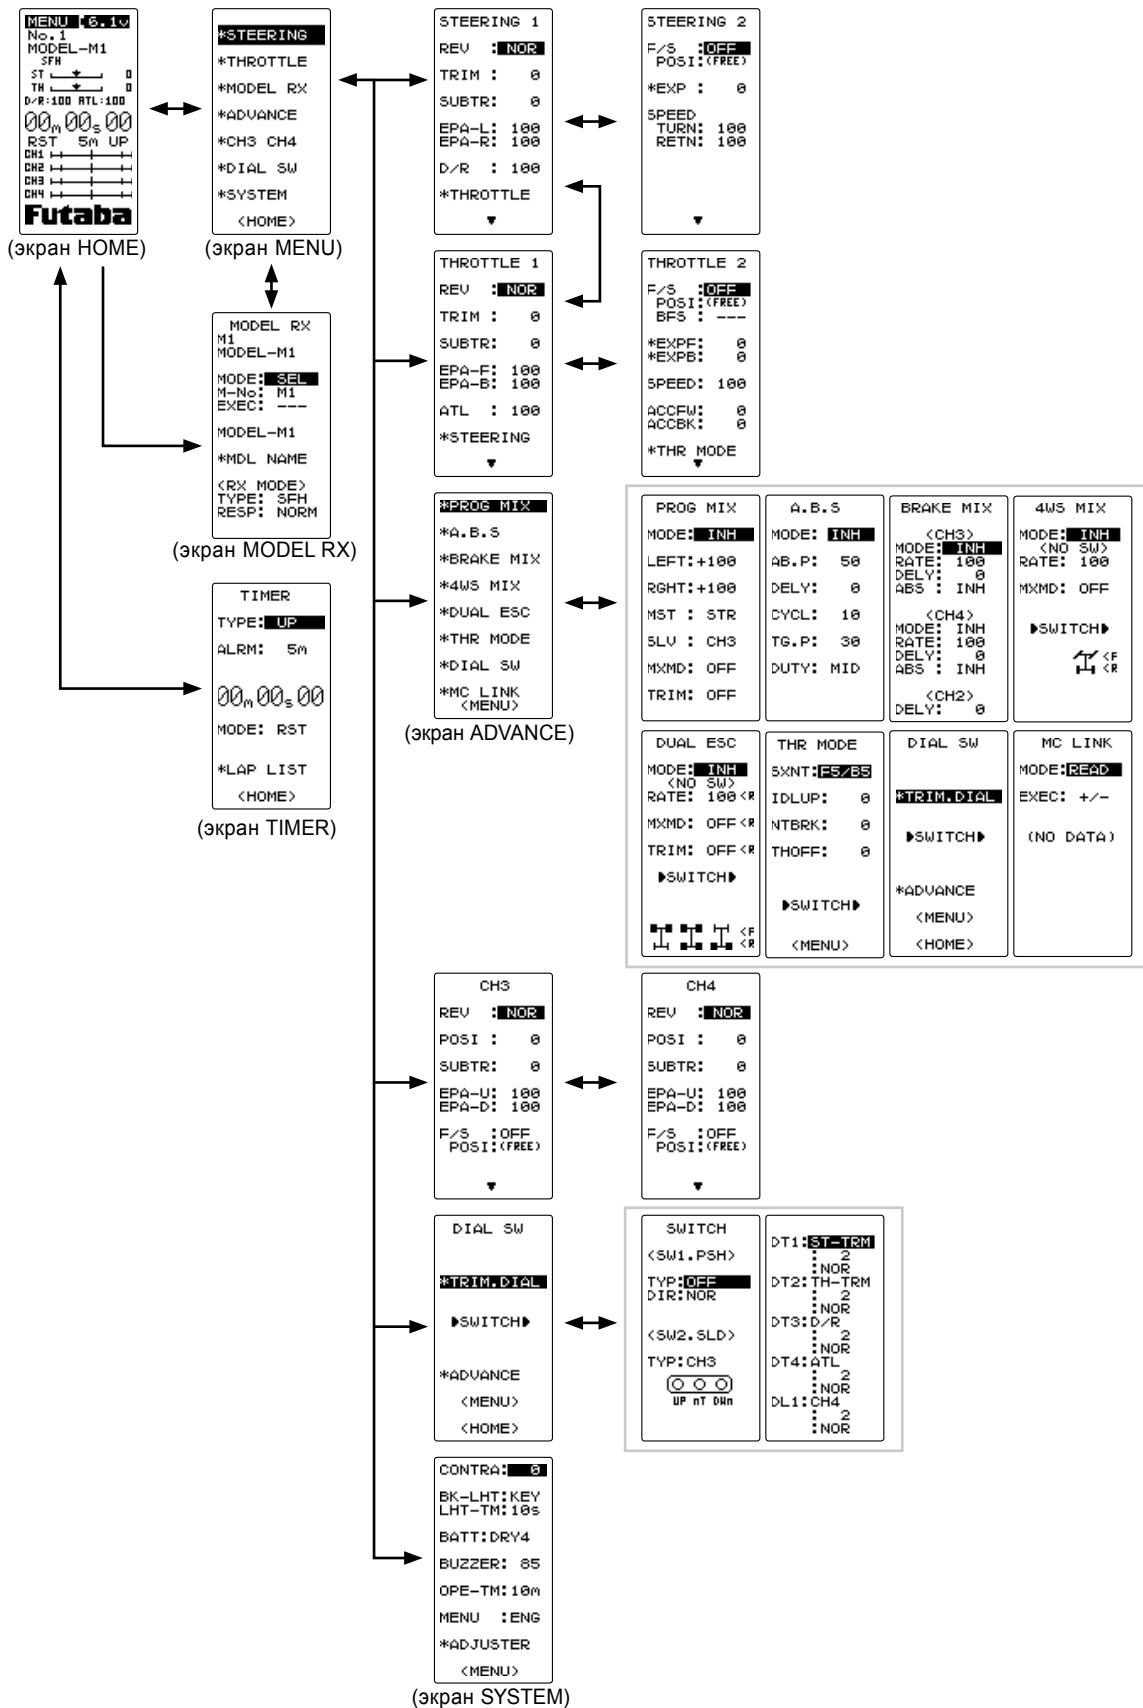 MENU 6.1v
No.1
MODEL-M1
SFH
ST 0
TH 0
D/R:100 ATL:100
00m00s00
RST 5m UP
CH1
CH2
CH3
CH4
Futaba
(экран HOME)
*STEERING
*THROTTLE
*MODEL RX
*ADVANCE
*CH3 CH4
*DIAL SW
*SYSTEM
<HOME>
(экран MENU)
STEERING 1
REV : NOR
TRIM : 0
SUBTR: 0
EPA-L: 100
EPA-R: 100
D/R : 100
*THROTTLE
▼
STEERING 2
F/S :OFF
POSI:(FREE)
*EXP : 0
SPEED
TURN: 100
RETN: 100
▼
MODEL RX
M1
MODEL-M1
MODE: SEL
M-No: M1
EXEC: ---
MODEL-M1
*MDL NAME
<RX MODE>
TYPE: SFH
RESP: NORM
(экран MODEL RX)
THROTTLE 1
REV : NOR
TRIM : 0
SUBTR: 0
EPA-F: 100
EPA-B: 100
ATL : 100
*STEERING
▼
THROTTLE 2
F/S :OFF
POSI:(FREE)
BFS : ---
*EXPF: 0
*EXPB: 0
SPEED: 100
ACCFW: 0
ACCBK: 0
*THR MODE
▼
TIMER
TYPE: UP
ALRM: 5m
00m00s00
MODE: RST
*LAP LIST
<HOME>
(экран TIMER)
*PROG MIX
*A.B.S
*BRAKE MIX
*4WS MIX
*DUAL ESC
*THR MODE
*DIAL SW
*MC LINK
<MENU>
(экран ADVANCE)
PROG MIX
MODE: INH
LEFT:+100
RGHT:+100
MST : STR
SLV : CH3
MXMD: OFF
TRIM: OFF
A.B.S
MODE: INH
AB.P: 50
DELY: 0
CYCL: 10
TG.P: 30
DUTY: MID
BRAKE MIX
<CH3>
MODE: INH
RATE: 100
DELY: 0
ABS : INH
<CH4>
MODE: INH
RATE: 100
DELY: 0
ABS : INH
<CH2>
DELY: 0
4WS MIX
MODE: INH
<NO SW>
RATE: 100
MXMD: OFF
▶SWITCH▶
<F
<R
DUAL ESC
MODE: INH
<NO SW>
RATE: 100<R
MXMD: OFF<R
TRIM: OFF<R
▶SWITCH▶
<F
<R
THR MODE
SXNT:F5/B5
IDLUP: 0
NTBRK: 0
THOFF: 0
▶SWITCH▶
<MENU>
DIAL SW
*TRIM.DIAL
▶SWITCH▶
*ADVANCE
<MENU>
<HOME>
MC LINK
MODE:READ
EXEC: +/-
(NO DATA)
CH3
REV : NOR
POSI : 0
SUBTR: 0
EPA-U: 100
EPA-D: 100
F/S :OFF
POSI:(FREE)
▼
CH4
REV : NOR
POSI : 0
SUBTR: 0
EPA-U: 100
EPA-D: 100
F/S :OFF
POSI:(FREE)
▼
DIAL SW
*TRIM.DIAL
▶SWITCH▶
*ADVANCE
<MENU>
<HOME>
SWITCH
<SW1.PSH>
TYP:OFF
DIR:NOR
<SW2.SLD>
TYP:CH3
UP nT DWn
DT1:ST-TRM
: 2
:NOR
DT2:TH-TRM
: 2
:NOR
DT3:D/R
: 2
:NOR
DT4:ATL
: 2
:NOR
DL1:CH4
: 2
:NOR
CONTRA: 0
BK-LHT:KEY
LHT-TM:10s
BATT:DRY4
BUZZER: 85
OPE-TM:10m
MENU :ENG
*ADJUSTER
<MENU>
(экран SYSTEM)